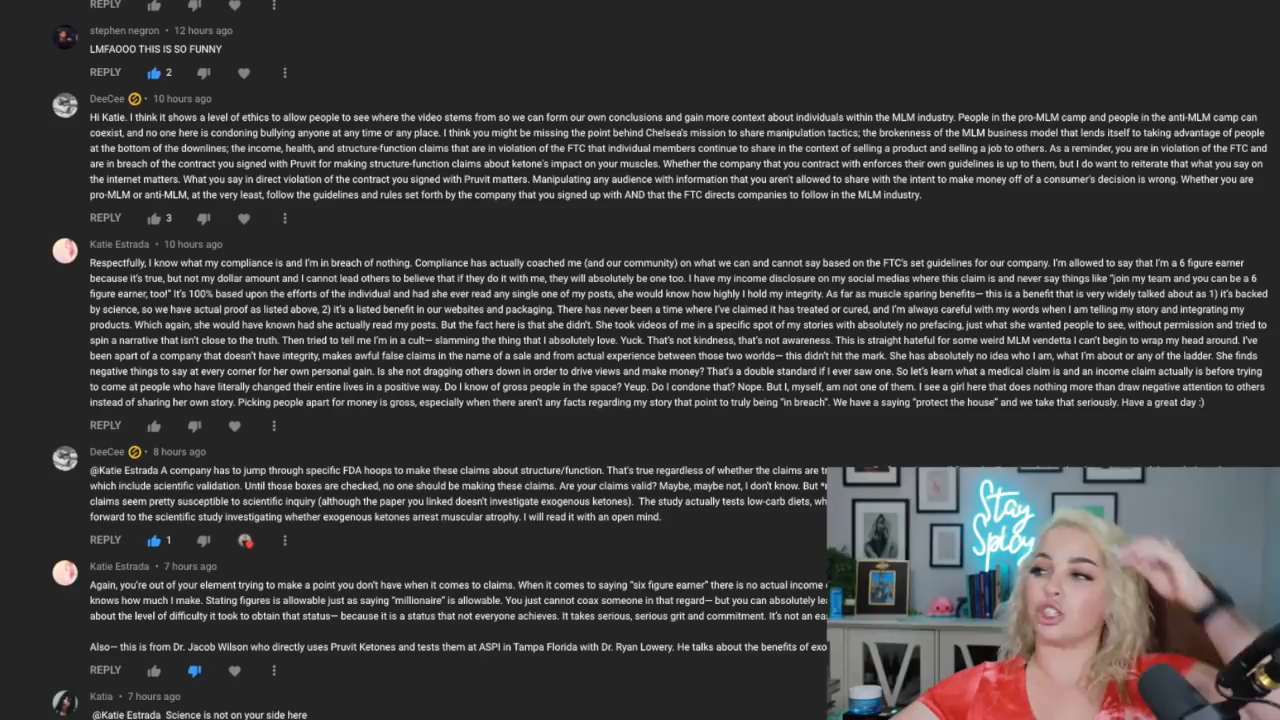 REPLY
stephen negron • 12 hours ago
LMFAOOO THIS IS SO FUNNY
REPLY 2
DeeCee • 10 hours ago
Hi Katie. I think it shows a level of ethics to allow people to see where the video stems from so we can form our own conclusions and gain more context about individuals within the MLM industry. People in the pro-MLM camp and people in the anti-MLM camp can
coexist, and no one here is condoning bullying anyone at any time or any place. I think you might be missing the point behind Chelsea's mission to share manipulation tactics; the brokenness of the MLM business model that lends itself to taking advantage of people
at the bottom of the downlines; the income, health, and structure-function claims that are in violation of the FTC that individual members continue to share in the context of selling a product and selling a job to others. As a reminder, you are in violation of the FTC and
are in breach of the contract you signed with Pruvit for making structure-function claims about ketone's impact on your muscles. Whether the company that you contract with enforces their own guidelines is up to them, but I do want to reiterate that what you say on
the internet matters. What you say in direct violation of the contract you signed with Pruvit matters. Manipulating any audience with information that you aren't allowed to share with the intent to make money off of a consumer's decision is wrong. Whether you are
pro-MLM or anti-MLM, at the very least, follow the guidelines and rules set forth by the company that you signed up with AND that the FTC directs companies to follow in the MLM industry.
REPLY 3
Katie Estrada • 10 hours ago
Respectfully, I know what my compliance is and I'm in breach of nothing. Compliance has actually coached me (and our community) on what we can and cannot say based on the FTC's set guidelines for our company. I'm allowed to say that I'm a 6 figure earner
because it's true, but not my dollar amount and I cannot lead others to believe that if they do it with me, they will absolutely be one too. I have my income disclosure on my social medias where this claim is and never say things like "join my team and you can be a 6
figure earner, too!" It's 100% based upon the efforts of the individual and had she ever read any single one of my posts, she would know how highly I hold my integrity. As far as muscle sparing benefits— this is a benefit that is very widely talked about as 1) it's backed
by science, so we have actual proof as listed above, 2) it's a listed benefit in our websites and packaging. There has never been a time where I've claimed it has treated or cured, and I'm always careful with my words when I am telling my story and integrating my
products. Which again, she would have known had she actually read my posts. But the fact here is that she didn't. She took videos of me in a specific spot of my stories with absolutely no prefacing, just what she wanted people to see, without permission and tried to
spin a narrative that isn't close to the truth. Then tried to tell me I'm in a cult— slamming the thing that I absolutely love. Yuck. That's not kindness, that's not awareness. This is straight hateful for some weird MLM vendetta I can't begin to wrap my head around. I've
been apart of a company that doesn't have integrity, makes awful false claims in the name of a sale and from actual experience between those two worlds— this didn't hit the mark. She has absolutely no idea who I am, what I'm about or any of the ladder. She finds
negative things to say at every corner for her own personal gain. Is she not dragging others down in order to drive views and make money? That's a double standard if I ever saw one. So let's learn what a medical claim is and an income claim actually is before trying
to come at people who have literally changed their entire lives in a positive way. Do I know of gross people in the space? Yeup. Do I condone that? Nope. But I, myself, am not one of them. I see a girl here that does nothing more than draw negative attention to others
instead of sharing her own story. Picking people apart for money is gross, especially when there aren't any facts regarding my story that point to truly being "in breach". We have a saying "protect the house" and we take that seriously. Have a great day :)
REPLY
DeeCee • 8 hours ago
@Katie Estrada A company has to jump through specific FDA hoops to make these claims about structure/function. That's true regardless of whether the claims are
which include scientific validation. Until those boxes are checked, no one should be making these claims. Are your claims valid? Maybe, maybe not, I don't know. But
claims seem pretty susceptible to scientific inquiry (although the paper you linked doesn't investigate exogenous ketones). The study actually tests low-carb diets,
forward to the scientific study investigating whether exogenous ketones arrest muscular atrophy. I will read it with an open mind.
REPLY 1
Katie Estrada • 7 hours ago
Again, you're out of your element trying to make a point you don't have when it comes to claims. When it comes to saying "six figure earner" there is no actual income
knows how much I make. Stating figures is allowable just as saying "millionaire" is allowable. You just cannot coax someone in that regard— but you can absolutely
about the level of difficulty it took to obtain that status— because it is a status that not everyone achieves. It takes serious, serious grit and commitment. It's not an
Also— this is from Dr. Jacob Wilson who directly uses Pruvit Ketones and tests them at ASPI in Tampa Florida with Dr. Ryan Lowery. He talks about the benefits of
REPLY
Katia • 7 hours ago
@Katie Estrada Science is not on your side here
Stay
Spicy